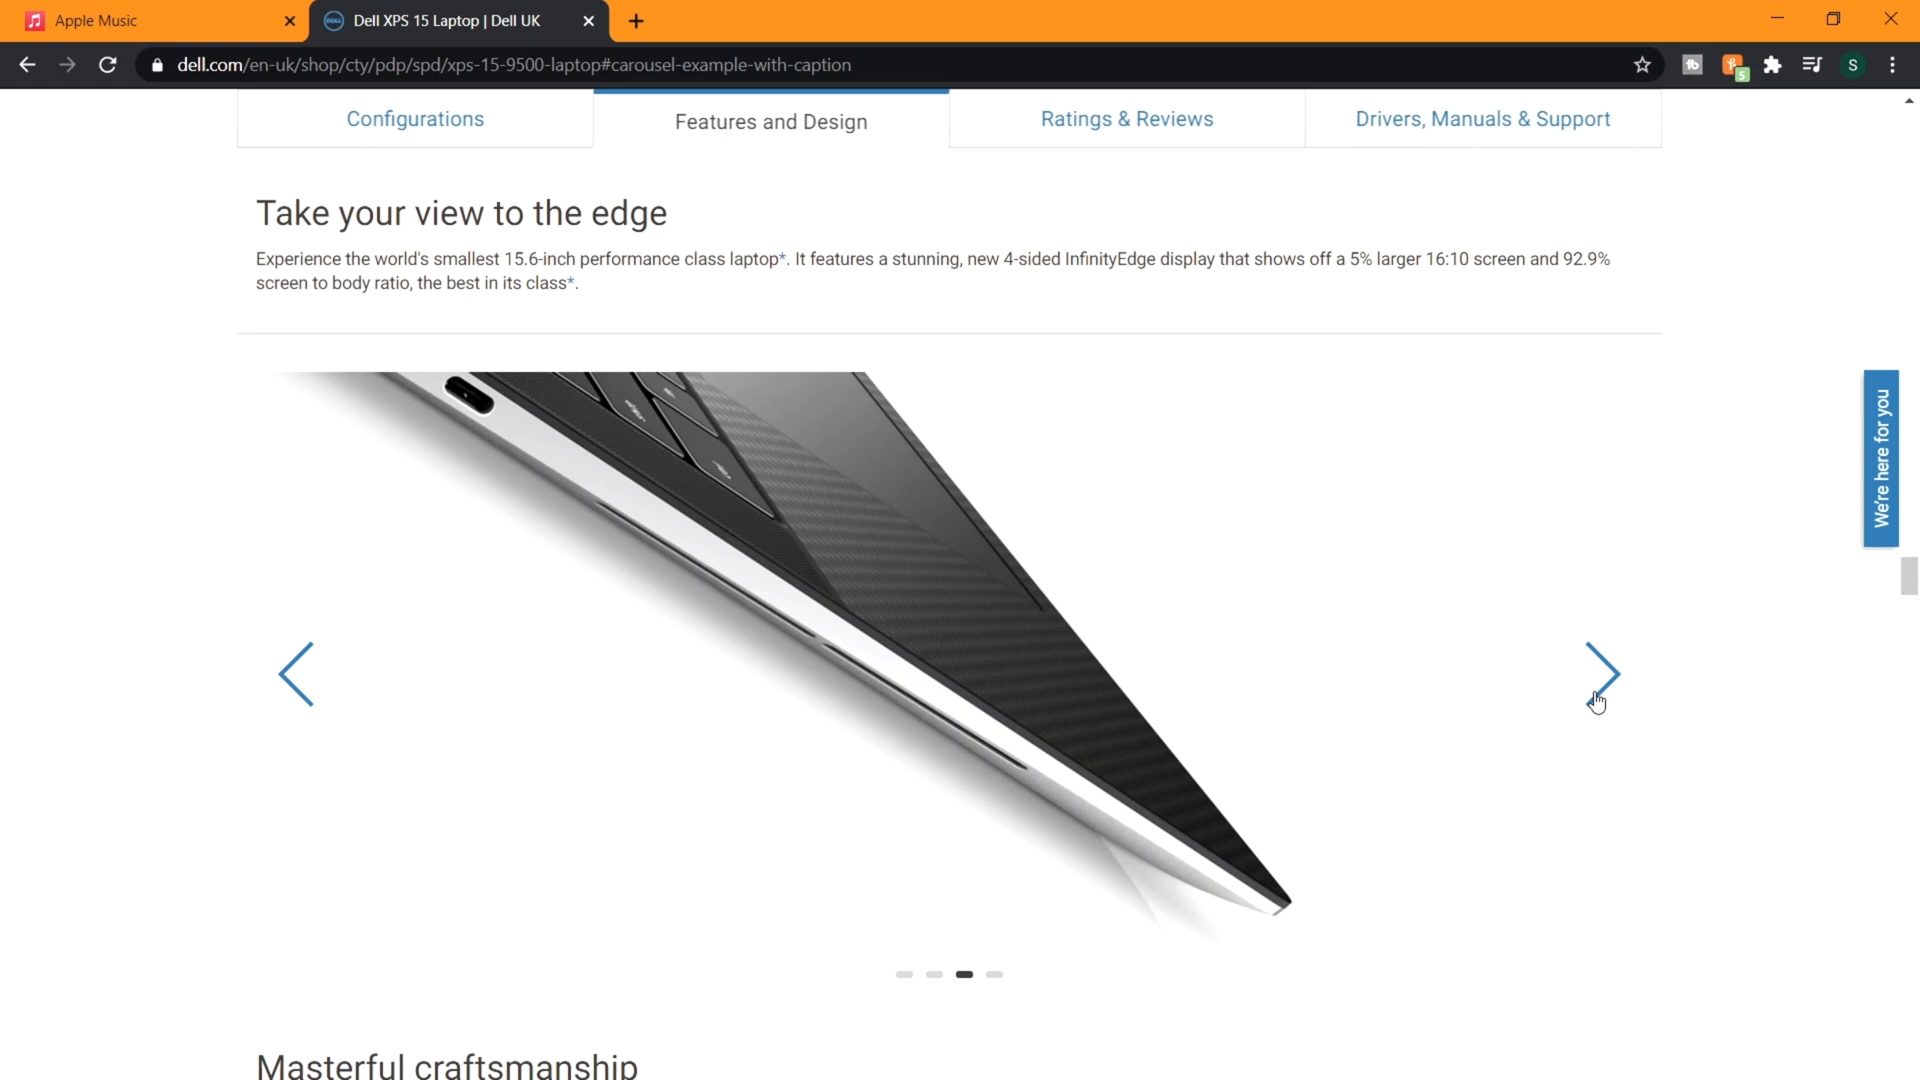 Apple Music
Dell XPS 15 Laptop | Dell UK
dell.com/en-uk/shop/cty/pdp/spd/xps-15-9500-laptop#carousel-example-with-caption
S
Configurations
Features and Design
Ratings & Reviews
Drivers, Manuals & Support
Take your view to the edge
Experience the world's smallest 15.6-inch performance class laptop*. It features a stunning, new 4-sided InfinityEdge display that shows off a 5% larger 16:10 screen and 92.9%
screen to body ratio, the best in its class*.
We're here for you
Masterful craftsmanship